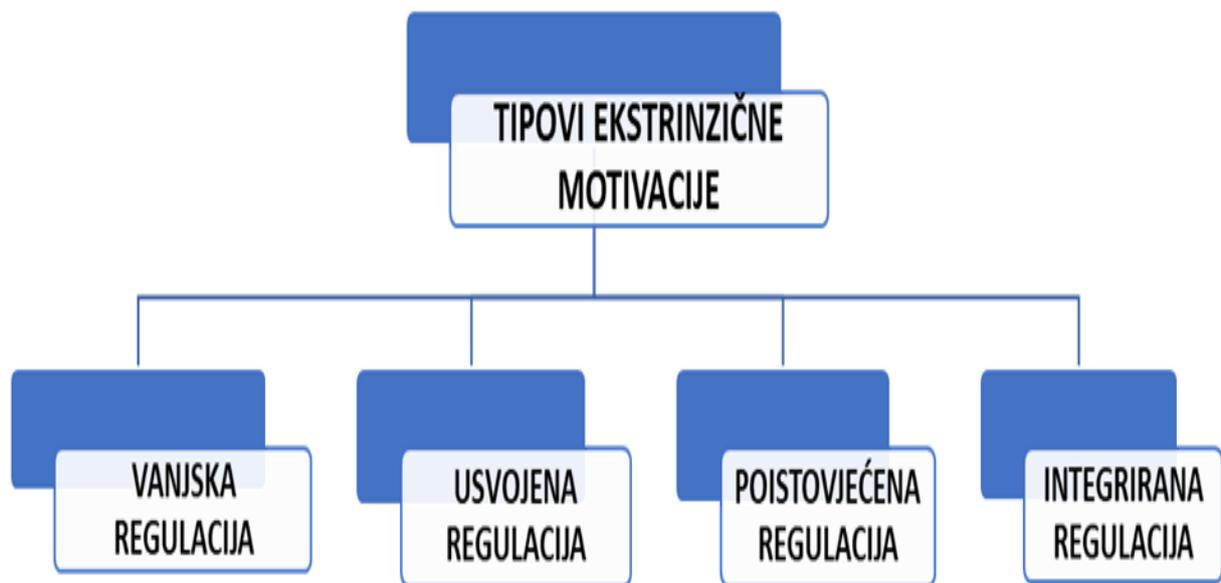 TIPOVI EKSTRINZIČNE
MOTIVACIJE
VANJSKA
REGULACIJA
USVOJENA
REGULACIJA
POISTOVJEĆENA
REGULACIJA
INTEGRIRANA
REGULACIJA